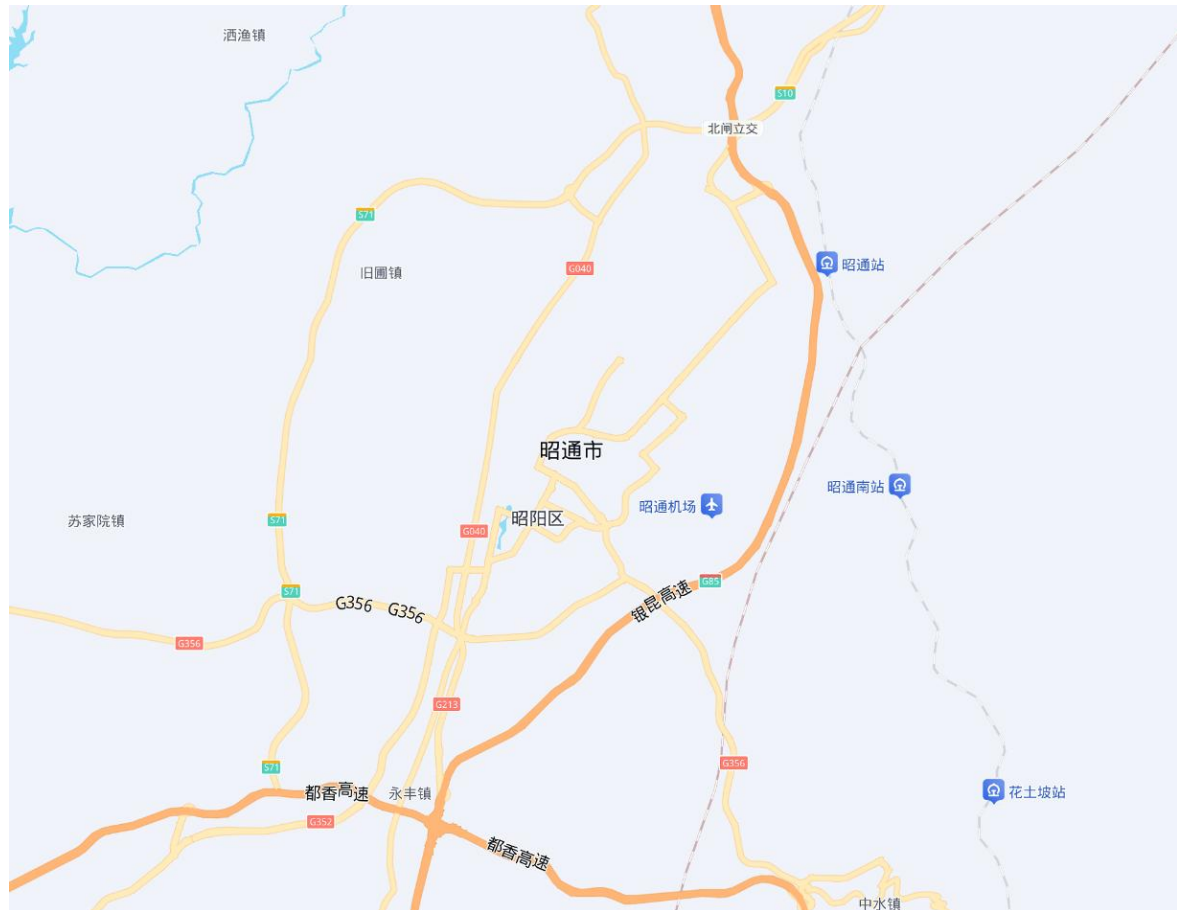 洒渔镇
S10
北闸立交
S71
昭通站
旧圃镇
G040
昭通市
昭通南站
昭通机场
昭阳区
苏家院镇
S71
G040
G85
银昆高速
S71
G356
G356
G356
G213
G356
S71
都香高速
永丰镇
花土坡站
G352
都香高速
中水镇